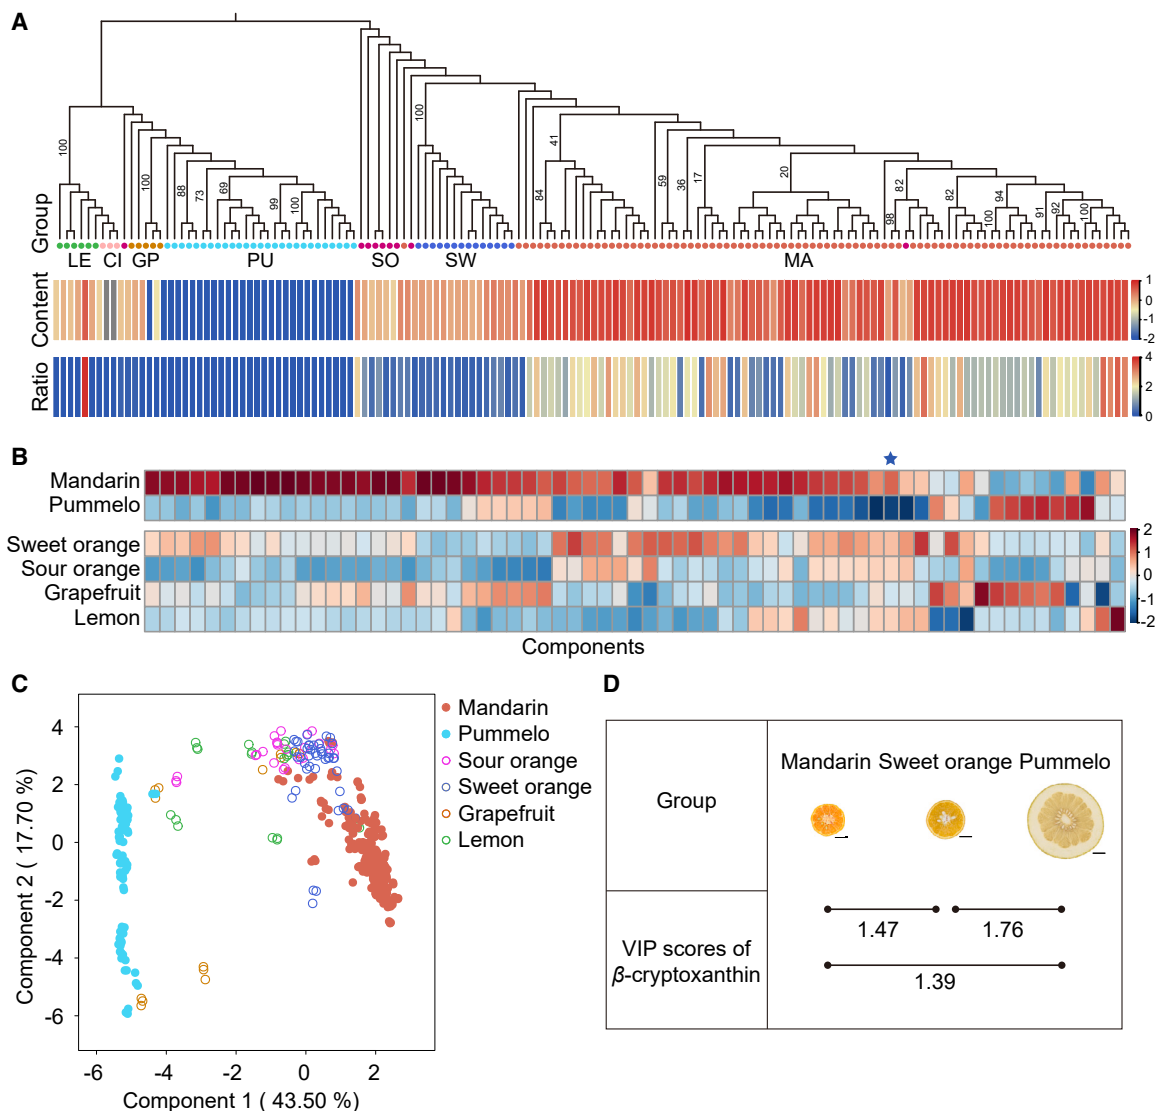 A
100
100
88
73
69
99
100
100
84
41
59
36
17
20
98
82
82
100
94
91
92
100
Group
LE CI GP PU SO SW MA
Content
1
0
-1
-2
Ratio
4
2
0
B
Mandarin
Pummelo
Sweet orange
Sour orange
Grapefruit
Lemon
2
1
0
-1
-2
Components
C
4
2
0
-2
-4
-6
-6 -4 -2 0 2
Component 2 ( 17.70 %)
Component 1 ( 43.50 %)
Mandarin
Pummelo
Sour orange
Sweet orange
Grapefruit
Lemon
D
Group
Mandarin Sweet orange Pummelo
VIP scores of
β-cryptoxanthin
1.47 1.76
1.39